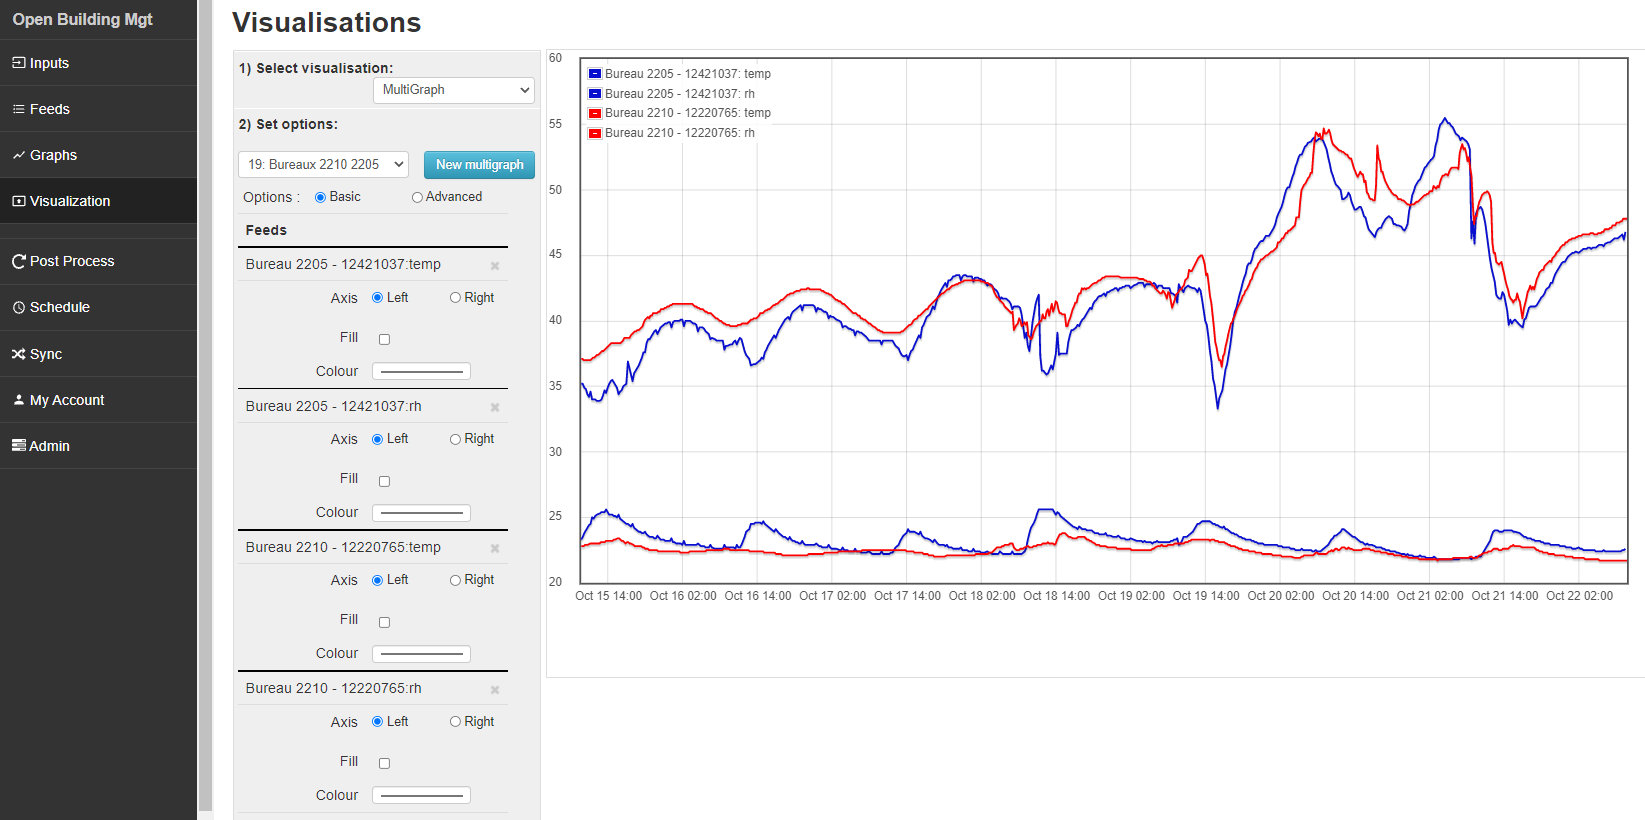 Open Building Mgt
Inputs
Feeds
Graphs
Visualization
Post Process
Schedule
Sync
My Account
Admin
Visualisations
1) Select visualisation:
MultiGraph
2) Set options:
19: Bureaux 2210 2205
New multigraph
Options :
Basic
Advanced
Feeds
Bureau 2205 - 12421037:temp
Axis
Left
Right
Fill
Colour
Bureau 2205 - 12421037:rh
Axis
Left
Right
Fill
Colour
Bureau 2210 - 12220765:temp
Axis
Left
Right
Fill
Colour
Bureau 2210 - 12220765:rh
Axis
Left
Right
Fill
Colour
Bureau 2205 - 12421037: temp
Bureau 2205 - 12421037: rh
Bureau 2210 - 12220765: temp
Bureau 2210 - 12220765: rh
60
55
50
45
40
35
30
25
20
Oct 15 14:00 Oct 16 02:00 Oct 16 14:00 Oct 17 02:00 Oct 17 14:00 Oct 18 02:00 Oct 18 14:00 Oct 19 02:00 Oct 19 14:00 Oct 20 02:00 Oct 20 14:00 Oct 21 02:00 Oct 21 14:00 Oct 22 02:00